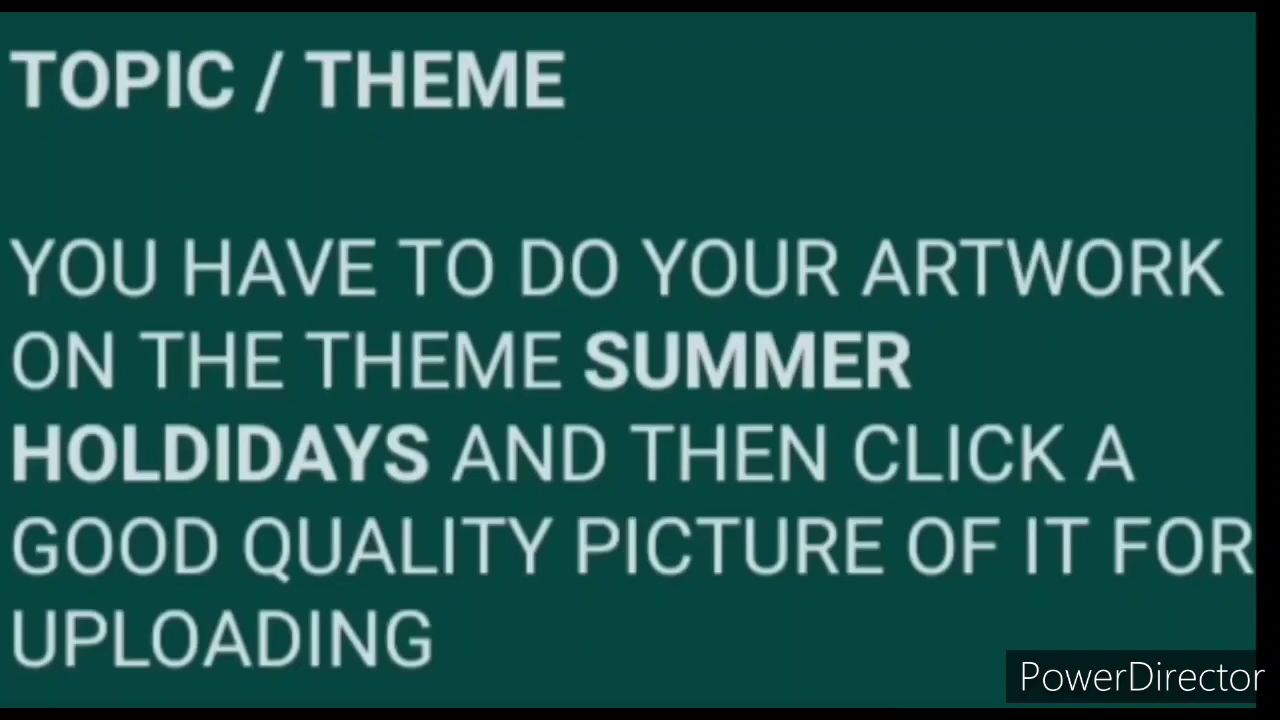 TOPIC / THEME
YOU HAVE TO DO YOUR ARTWORK
ON THE THEME SUMMER
HOLDIDAYS AND THEN CLICK A
GOOD QUALITY PICTURE OF IT FOR
UPLOADING
PowerDirector